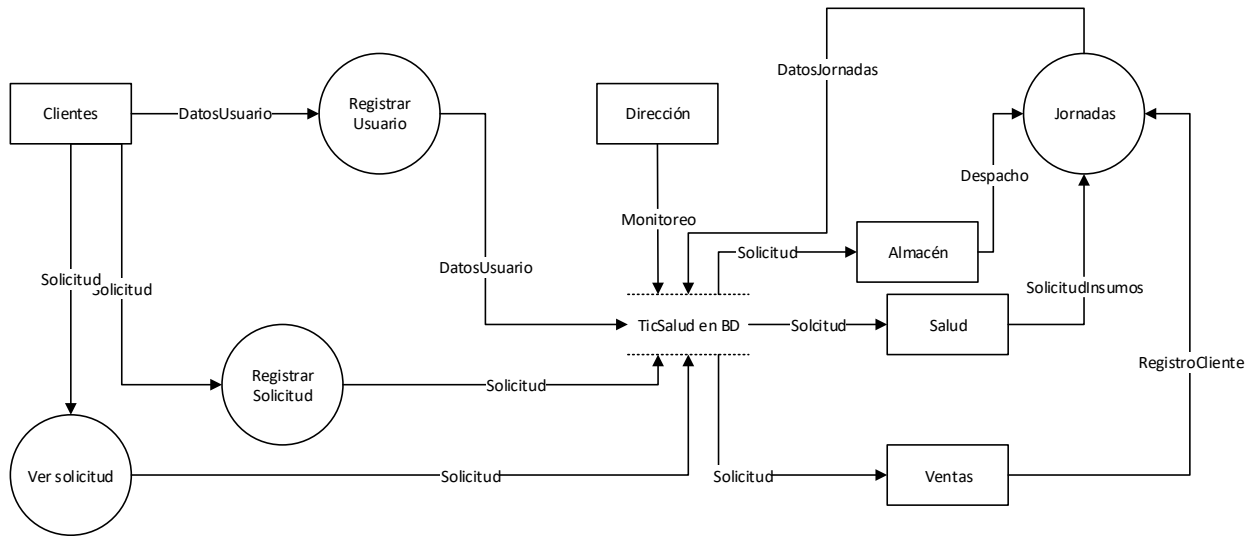 DatosJornadas
Clientes
DatosUsuario
Registrar
Usuario
Dirección
Jornadas
Despacho
Monitoreo
Solicitud
Almacén
DatosUsuario
Solicitud
Solicitud
SolicitudInsumos
TicSalud en BD
Solcitud
Salud
RegistroCliente
Registrar
Solicitud
Solicitud
Ver solicitud
Solicitud
Solicitud
Ventas